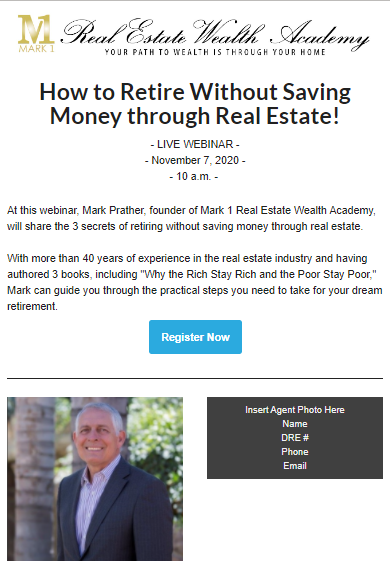 M
MARK 1
Real Estate Wealth Academy
YOUR PATH TO WEALTH IS THROUGH YOUR HOME
How to Retire Without Saving
Money through Real Estate!
- LIVE WEBINAR -
- November 7, 2020 -
- 10 a.m. -
At this webinar, Mark Prather, founder of Mark 1 Real Estate Wealth Academy,
will share the 3 secrets of retiring without saving money through real estate.
With more than 40 years of experience in the real estate industry and having
authored 3 books, including "Why the Rich Stay Rich and the Poor Stay Poor,"
Mark can guide you through the practical steps you need to take for your dream
retirement.
Register Now
Insert Agent Photo Here
Name
DRE #
Phone
Email